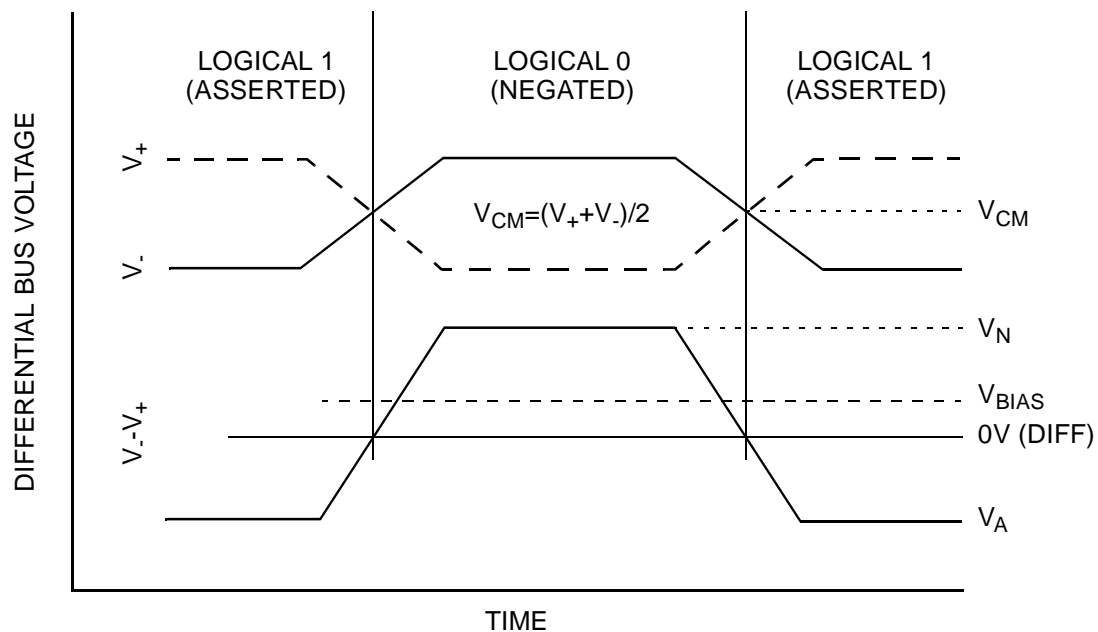 LOGICAL 1
(ASSERTED)
LOGICAL 0
(NEGATED)
LOGICAL 1
(ASSERTED)
DIFFERENTIAL BUS VOLTAGE
V+
V-
V--V+
VCM=(V++V-)/2
VCM
VN
VBIAS
0V (DIFF)
VA
TIME